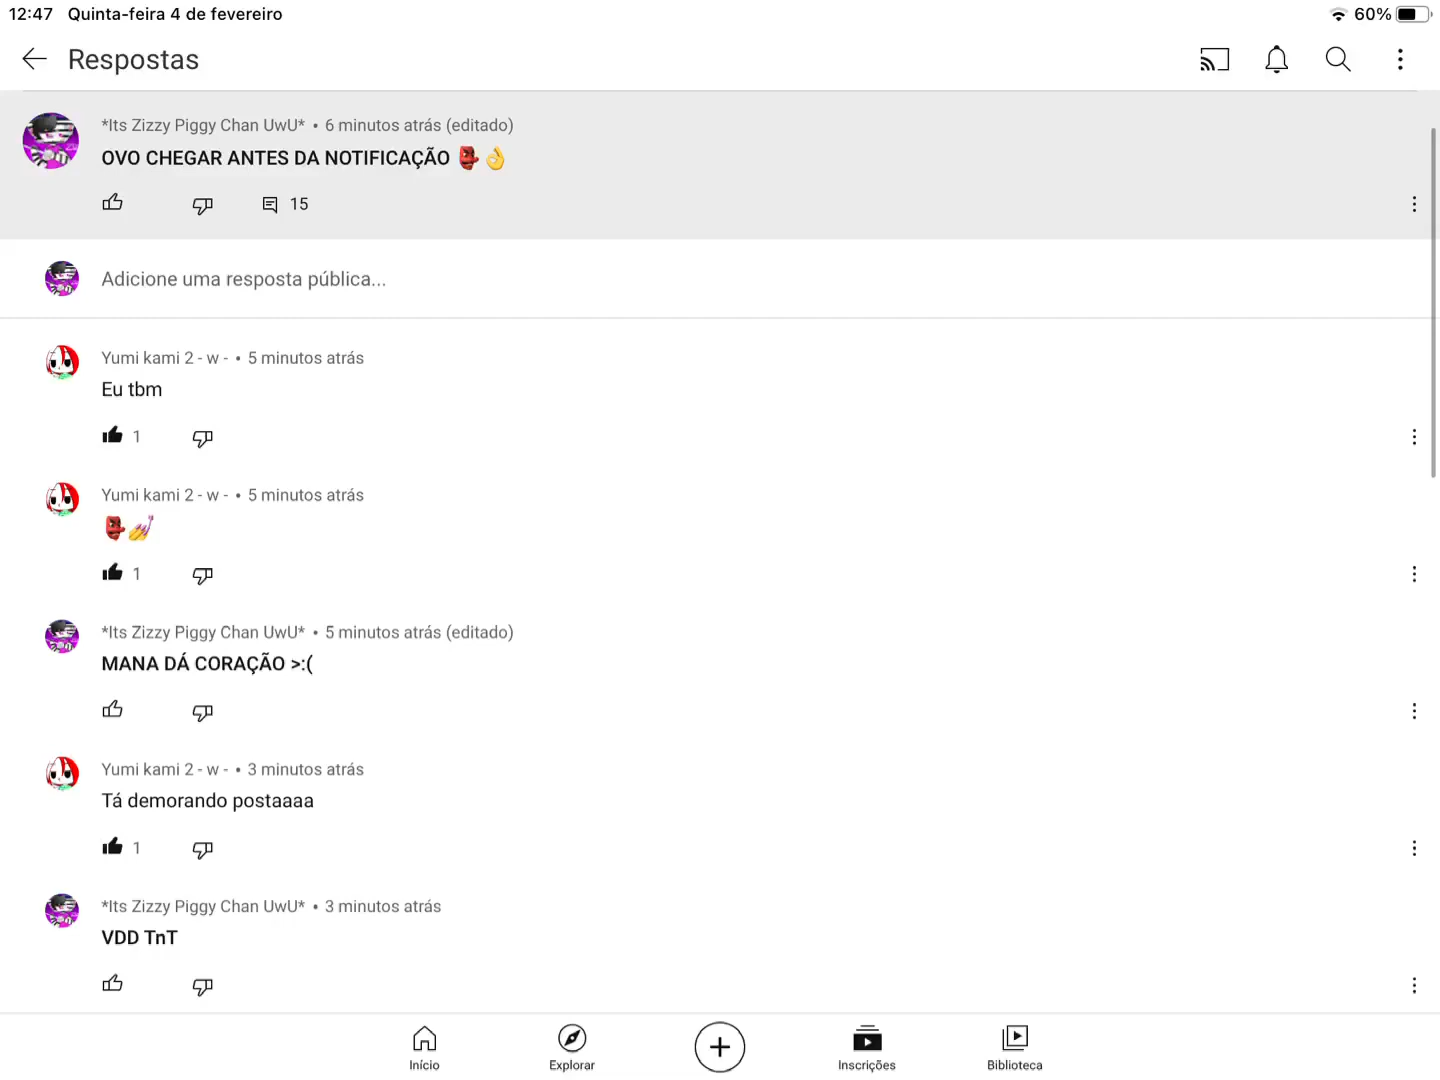 12:47 Quinta-feira 4 de fevereiro 60%
Respostas
*Its Zizzy Piggy Chan UwU* • 6 minutos atrás (editado)
OVO CHEGAR ANTES DA NOTIFICAÇÃO 👺👌
15
Adicione uma resposta pública...
Yumi kami 2 - w - • 5 minutos atrás
Eu tbm
1
Yumi kami 2 - w - • 5 minutos atrás
👺💅
1
*Its Zizzy Piggy Chan UwU* • 5 minutos atrás (editado)
MANA DÁ CORAÇÃO >:(
Yumi kami 2 - w - • 3 minutos atrás
Tá demorando postaaaa
1
*Its Zizzy Piggy Chan UwU* • 3 minutos atrás
VDD TnT
Início Explorar Inscrições Biblioteca